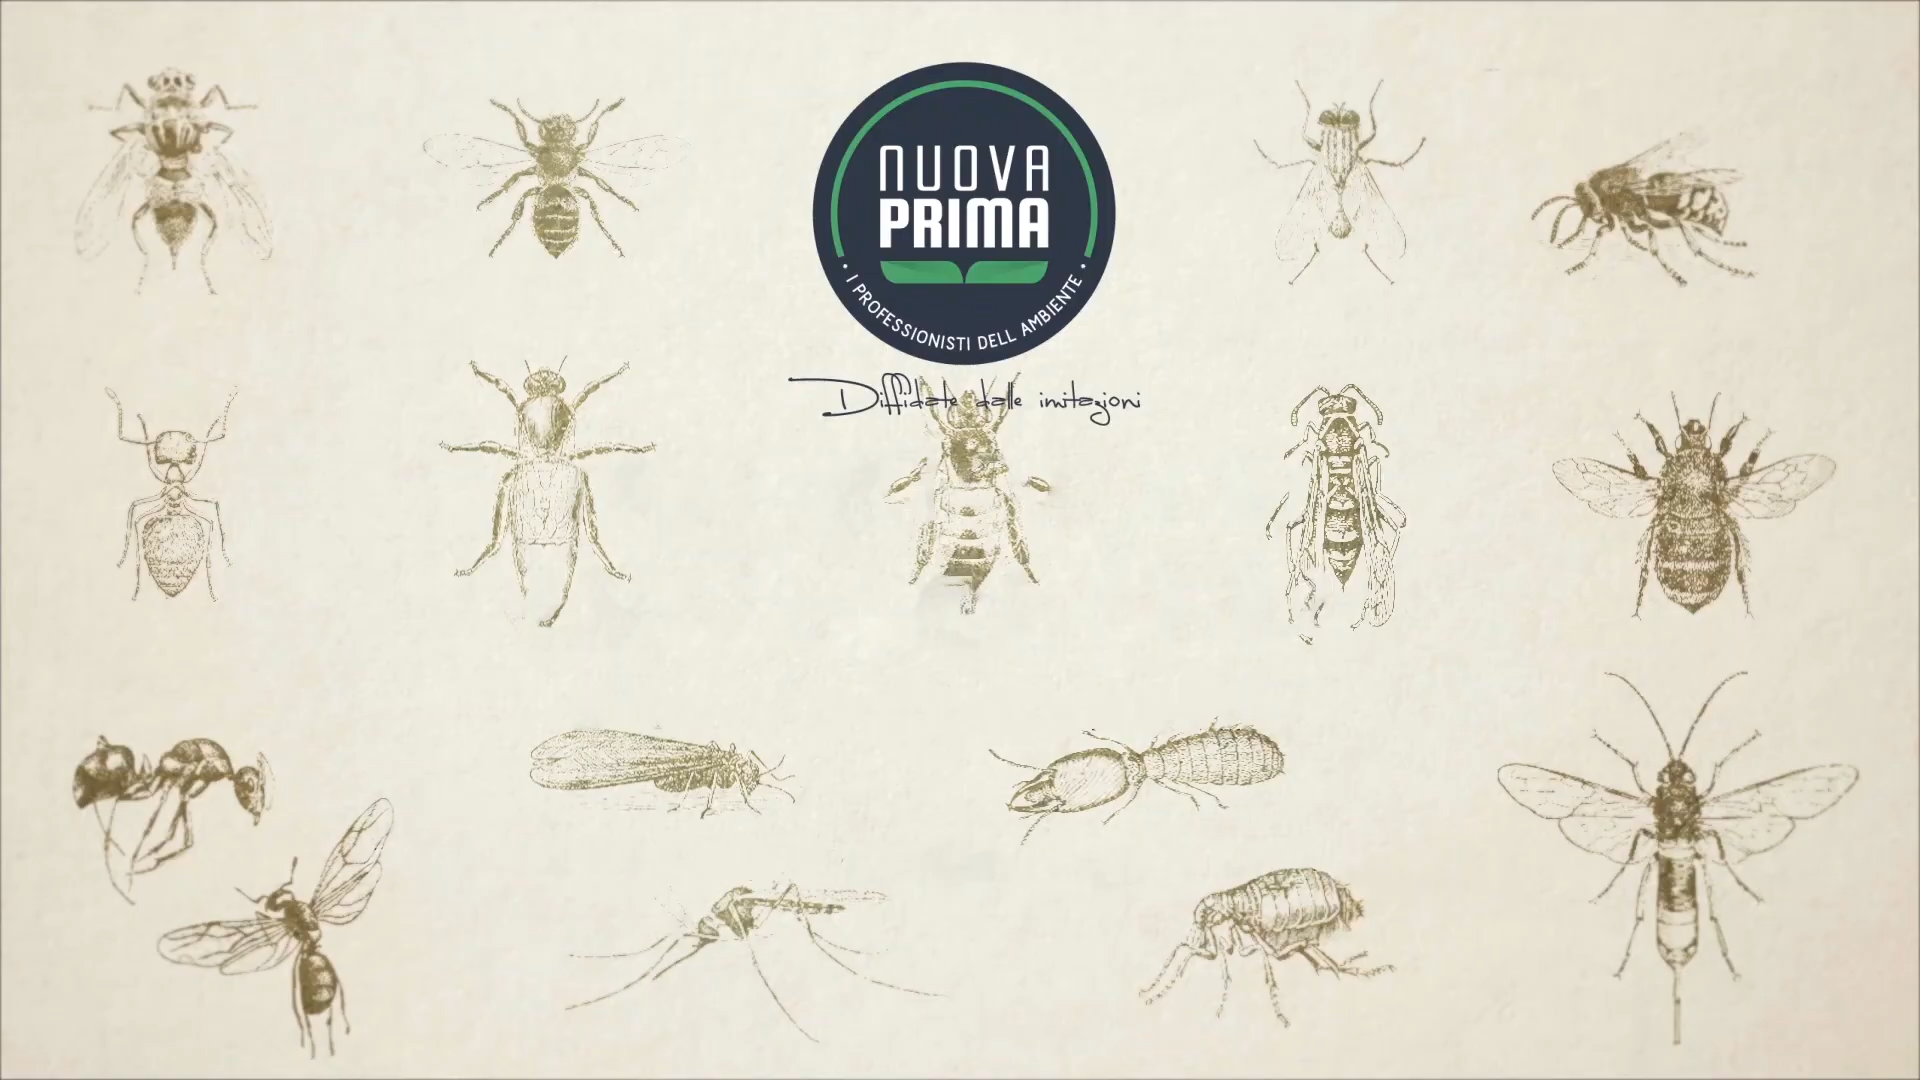 NUOVA
PRIMA
• I PROFESSIONISTI DELL AMBIENTE •
Diffidate dalle imitazioni